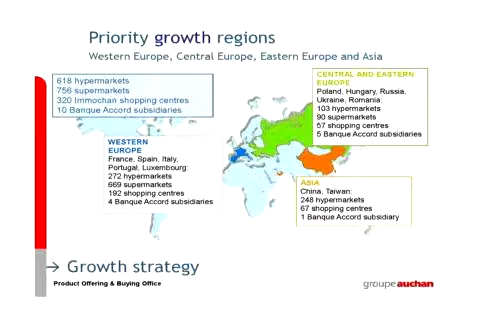 Priority growth regions
Western Europe, Central Europe, Eastern Europe and Asia
618 hypermarkets
756 supermarkets
320 Immochan shopping centres
10 Banque Accord subsidiaries
CENTRAL AND EASTERN
EUROPE
Poland, Hungary, Russia,
Ukraine, Romania:
103 hypermarkets
90 supermarkets
57 shopping centres
5 Banque Accord subsidiaries
WESTERN
EUROPE
France, Spain, Italy,
Portugal, Luxembourg:
272 hypermarkets
669 supermarkets
192 shopping centres
4 Banque Accord subsidiaries
ASIA
China, Taiwan:
248 hypermarkets
67 shopping centres
1 Banque Accord subsidiary
→ Growth strategy
Product Offering & Buying Office
groupe auchan